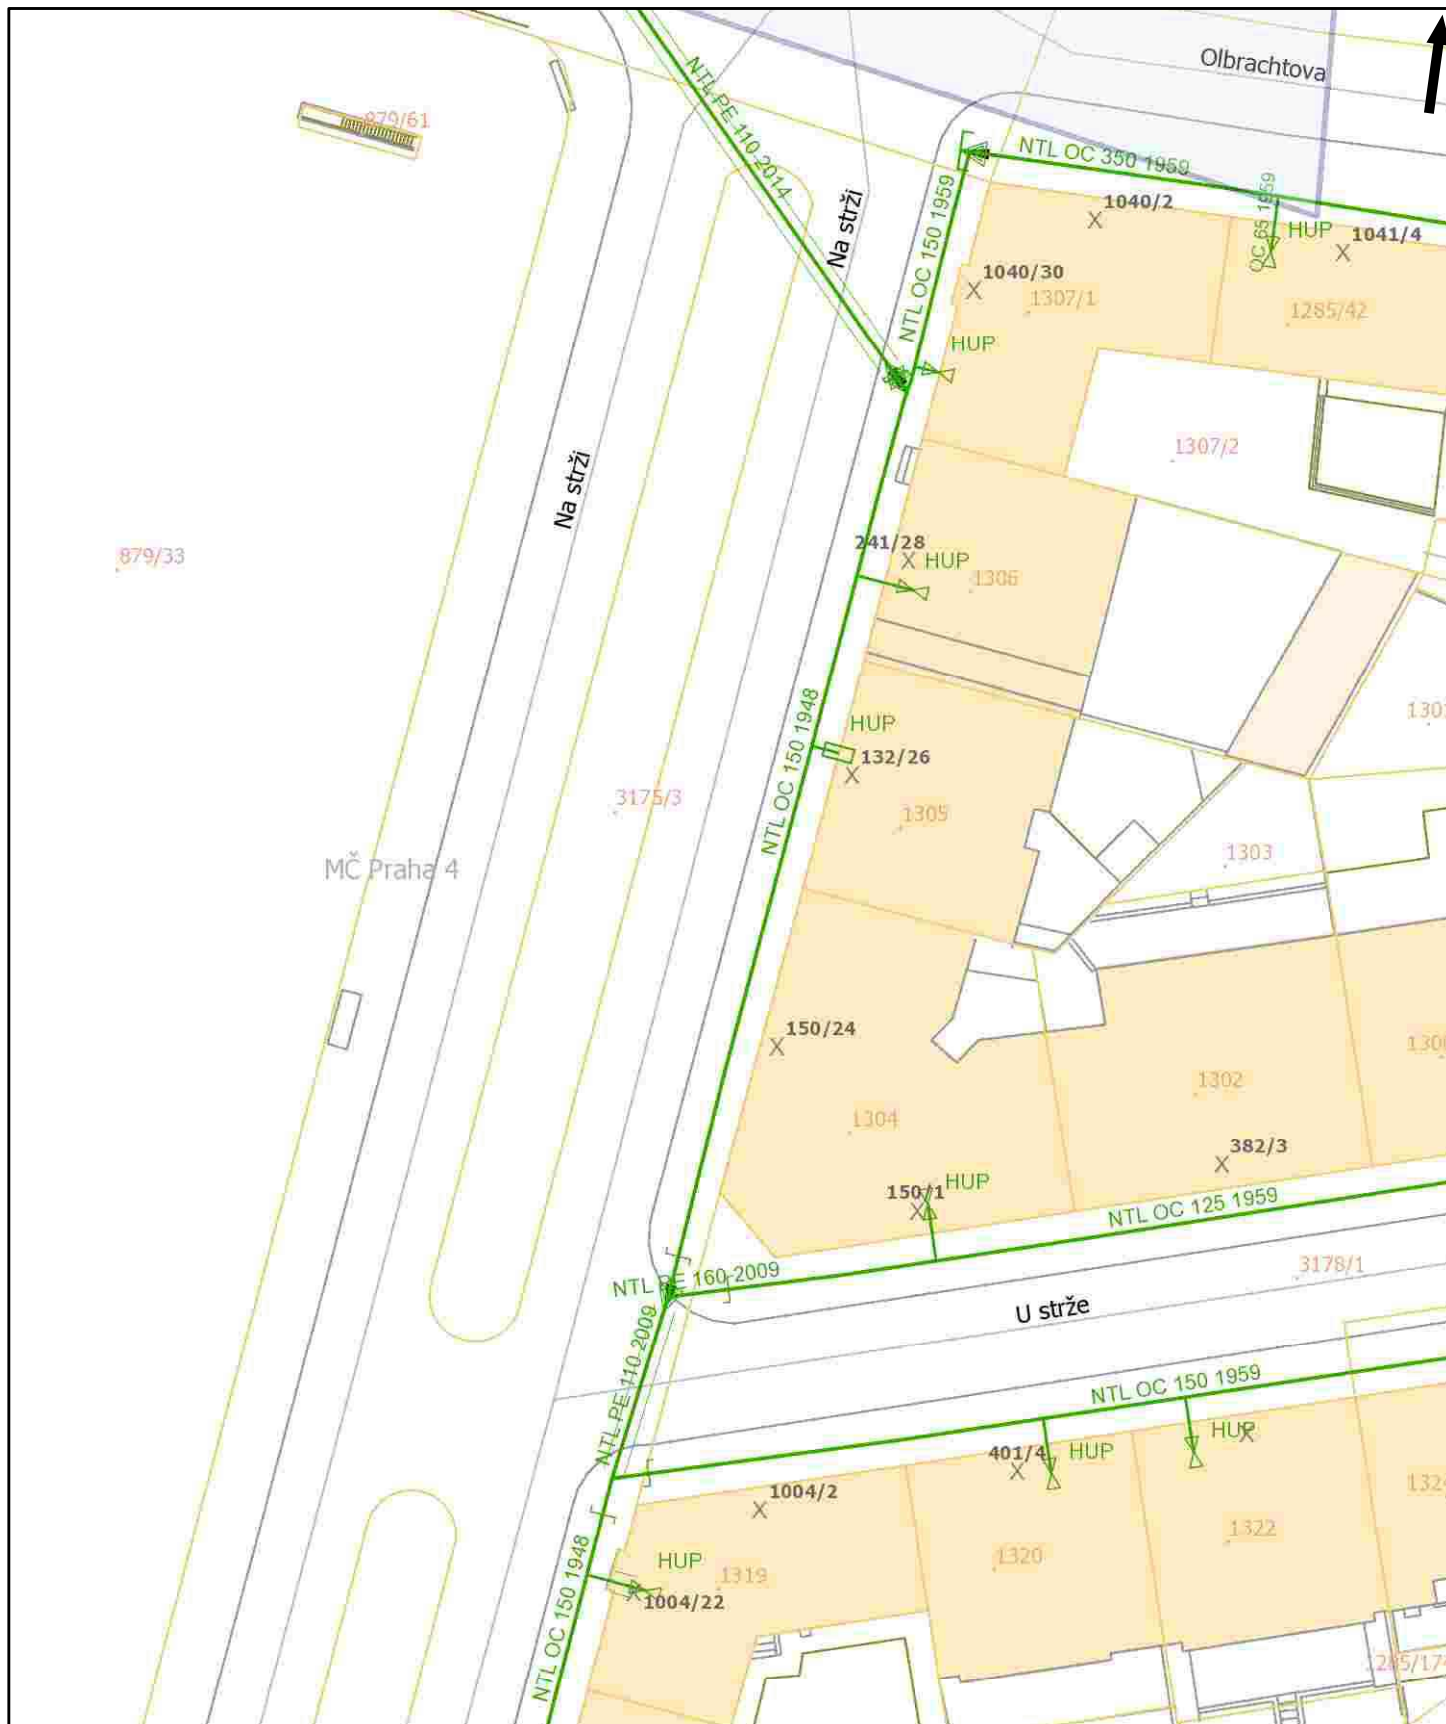 Olbrachtova
NTL PE 110 2014
879/61
NTL OC 350 1959
Na strži
NTL OC 150 1959
1040/2
OC 65 1959
HUP
1041/4
1040/30
1307/1
1285/42
HUP
Na strži
1307/2
879/33
241/28
HUP
1306
NTL OC 150 1948
HUP
132/26
3175/3
1305
1303
MČ Praha 4
150/24
1302
1304
382/3
150/1
HUP
NTL OC 125 1959
NTL PE 160 2009
3178/1
U strže
NTL PE 110 2009
NTL OC 150 1959
HUP
401/4
HUP
1004/2
1322
1320
HUP
1319
1004/22
NTL OC 150 1948